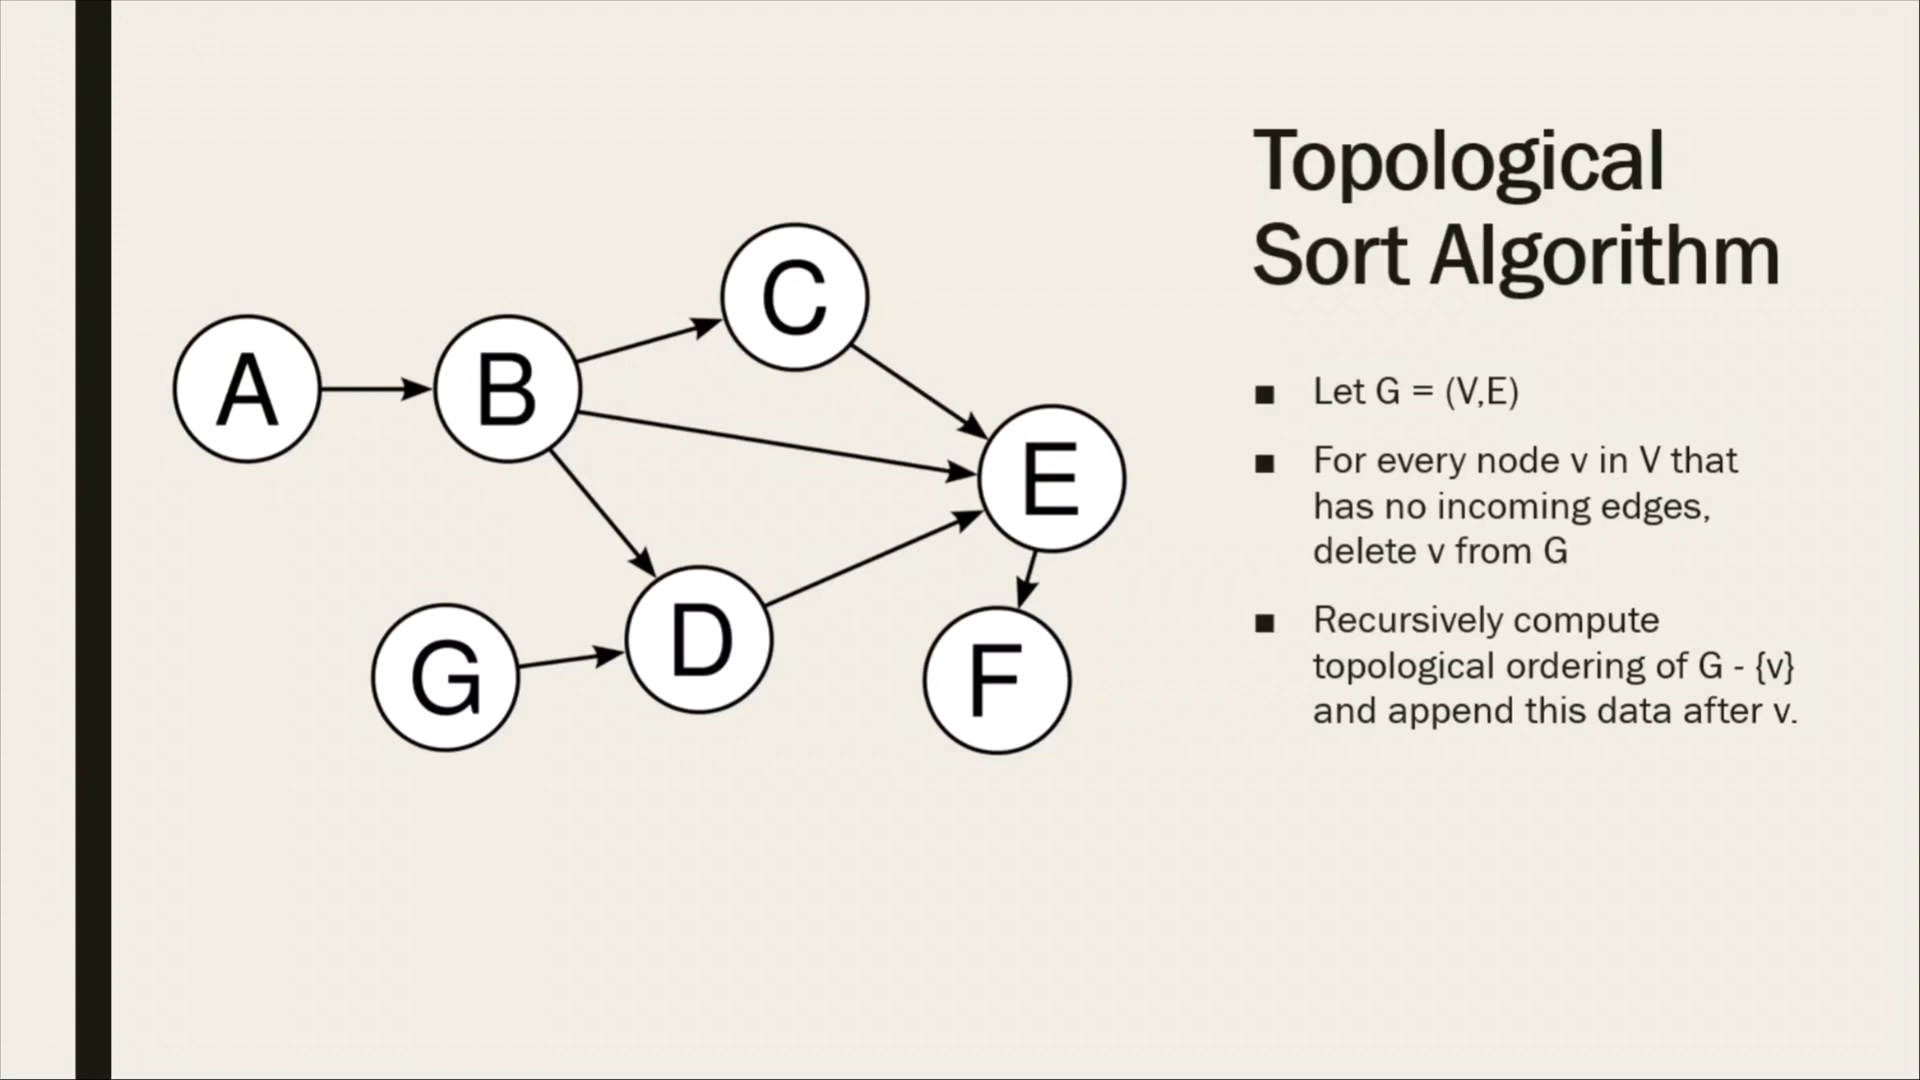 Topological
Sort Algorithm
■ Let G = (V,E)
■ For every node v in V that
has no incoming edges,
delete v from G
■ Recursively compute
topological ordering of G - {v}
and append this data after v.
A
B
C
E
G
D
F